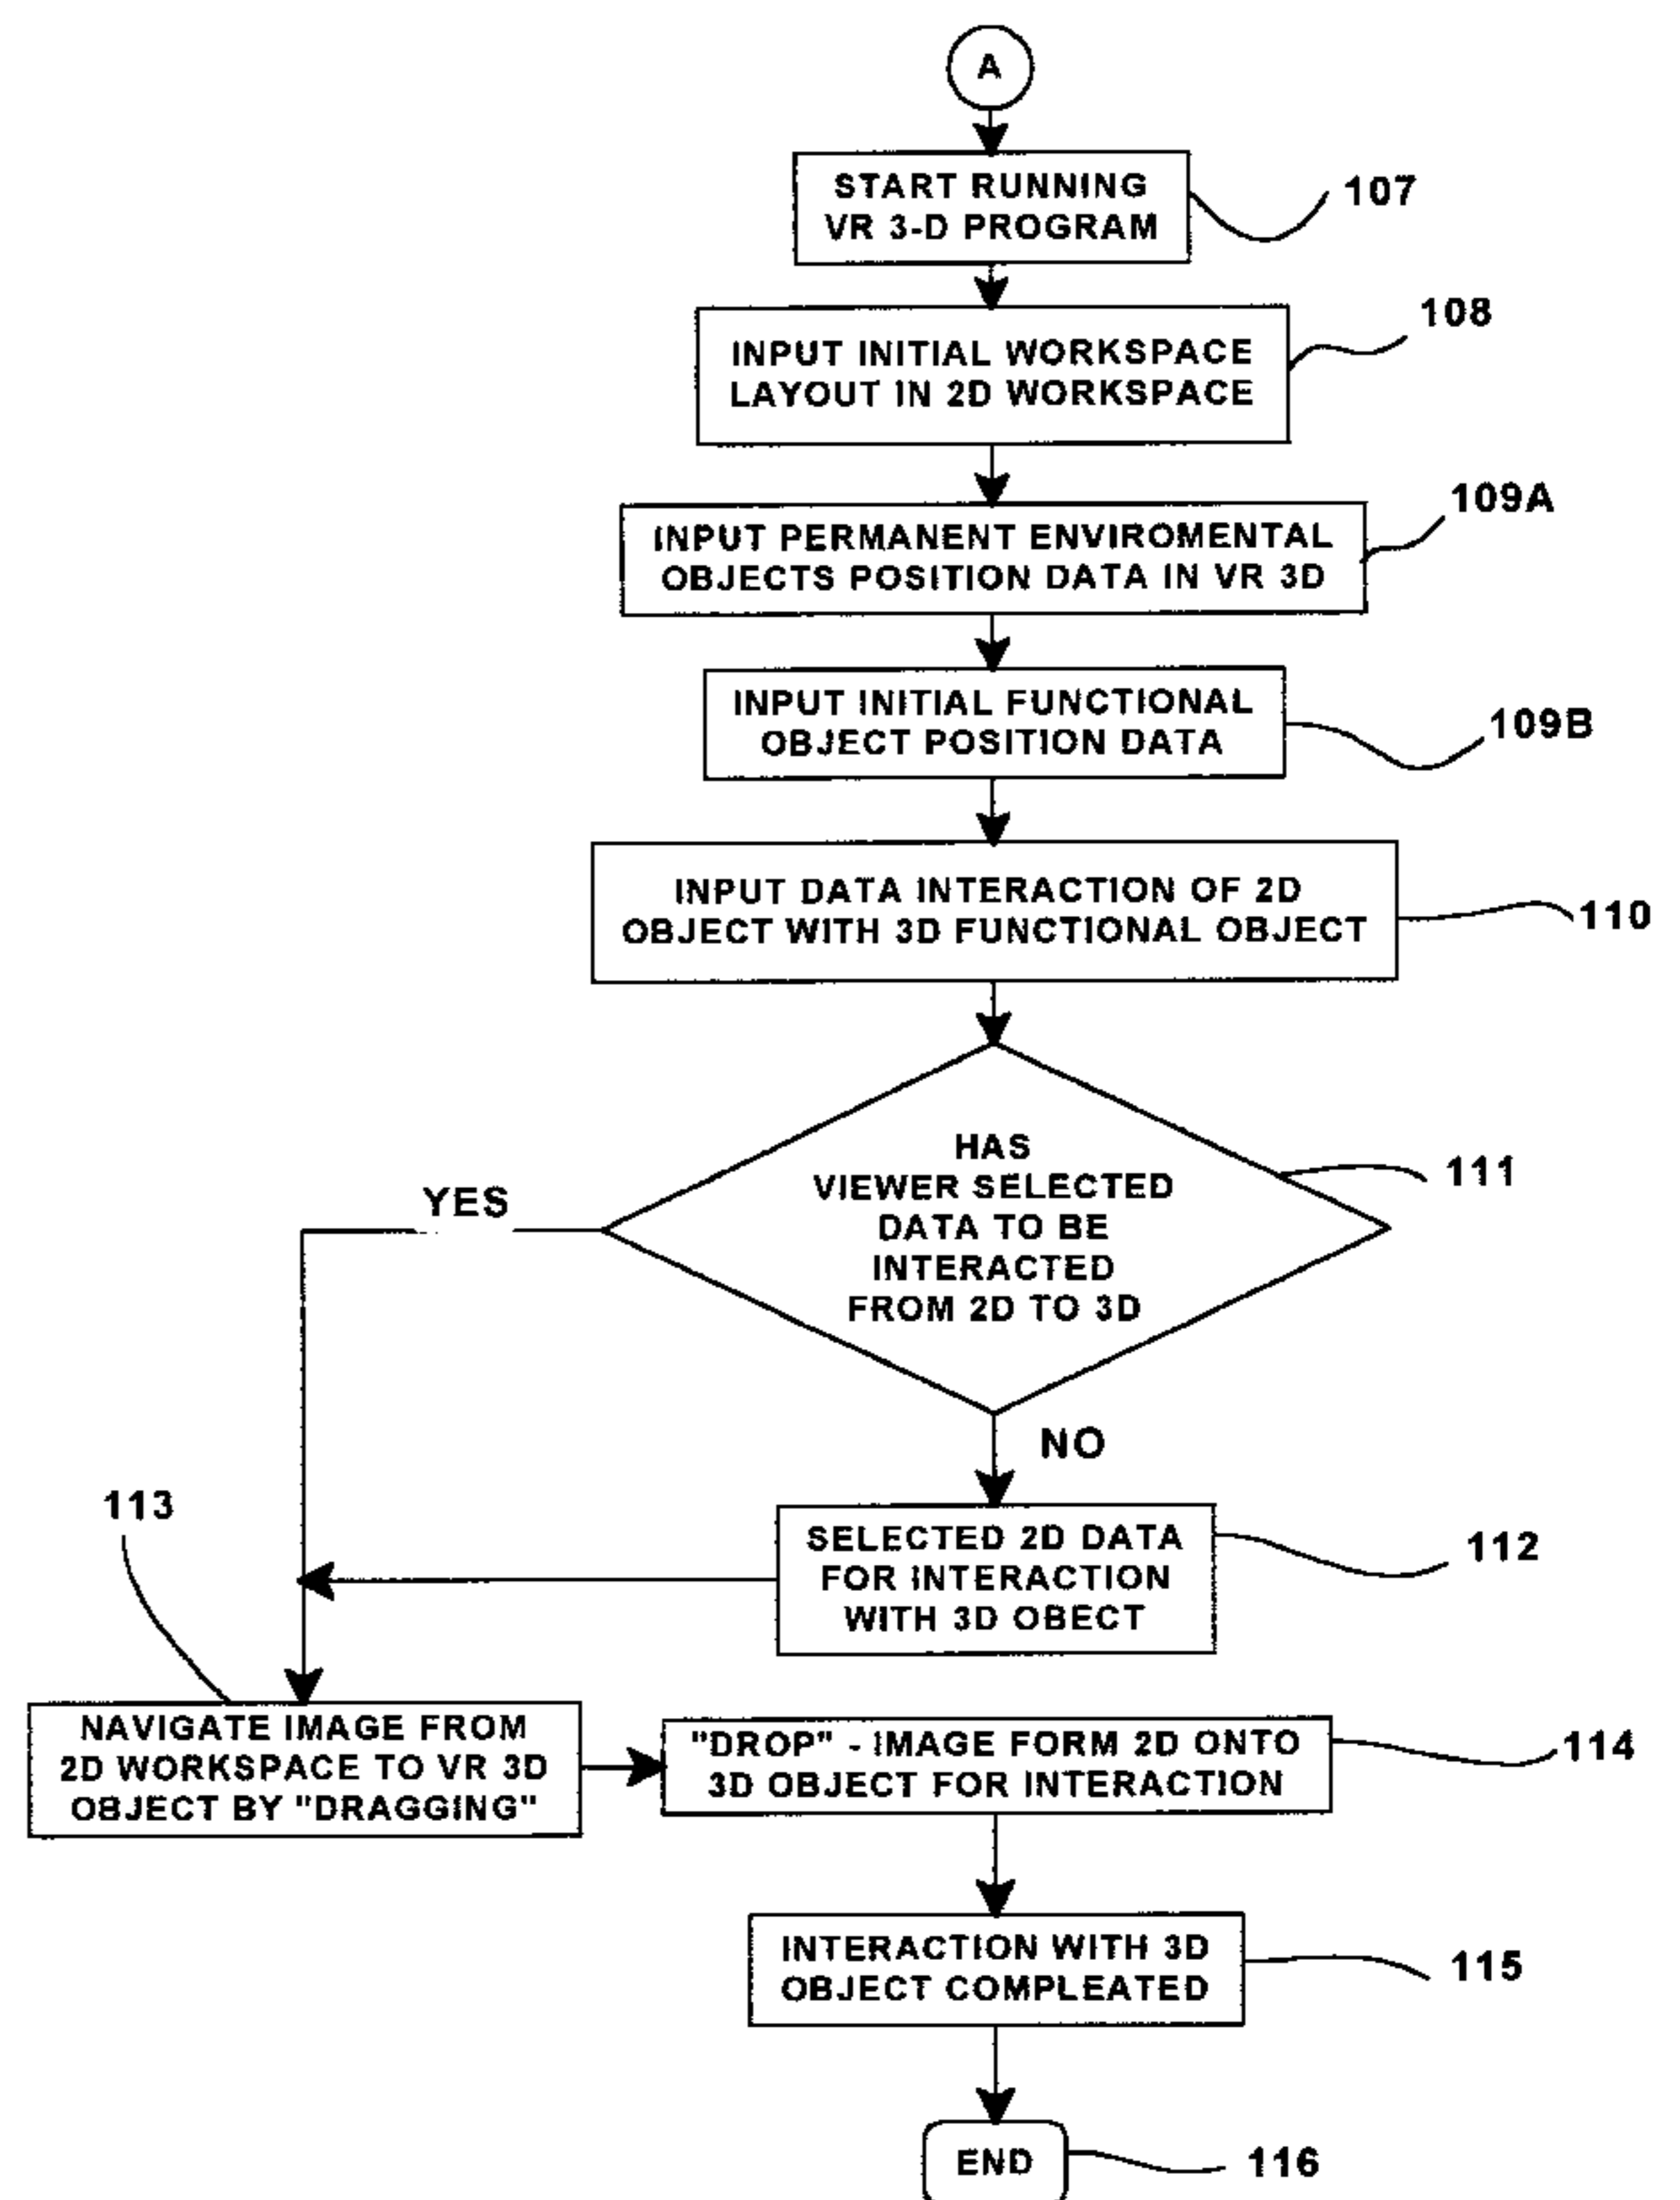 A
START RUNNING
VR 3-D PROGRAM
107
INPUT INITIAL WORKSPACE
LAYOUT IN 2D WORKSPACE
108
INPUT PERMANENT ENVIROMENTAL
OBJECTS POSITION DATA IN VR 3D
109A
INPUT INITIAL FUNCTIONAL
OBJECT POSITION DATA
109B
INPUT DATA INTERACTION OF 2D
OBJECT WITH 3D FUNCTIONAL OBJECT
110
HAS
VIEWER SELECTED
DATA TO BE
INTERACTED
FROM 2D TO 3D
111
YES
NO
SELECTED 2D DATA
FOR INTERACTION
WITH 3D OBECT
112
113
NAVIGATE IMAGE FROM
2D WORKSPACE TO VR 3D
OBJECT BY "DRAGGING"
"DROP" - IMAGE FORM 2D ONTO
3D OBJECT FOR INTERACTION
114
INTERACTION WITH 3D
OBJECT COMPLEATED
115
END
116